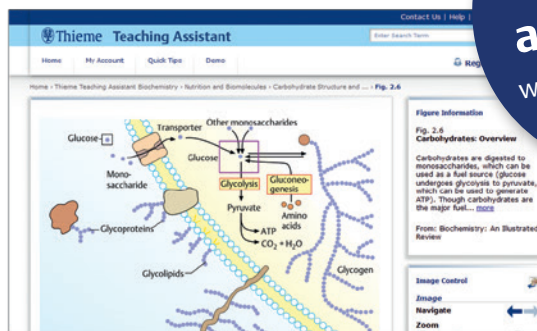 Contact Us | Help |
Thieme Teaching Assistant
Enter Search Term
Home My Account Quick Tips Demo
Home › Thieme Teaching Assistant Biochemistry › Nutrition and Biomolecules › Carbohydrate Structure and ... › Fig. 2.6
Transporter
Other monosaccharides
Glucose
Glucose
Mono-
saccharide
Glycolysis
Gluconeo-
genesis
Pyruvate
Amino
acids
ATP
CO2 + H2O
Glycoproteins
Glycolipids
Glycogen
Figure Information
Fig. 2.6
Carbohydrates: Overview
Carbohydrates are digested to
monosaccharides, which can be
used as a fuel source (glucose
undergoes glycolysis to pyruvate,
which can be used to generate
ATP). Though carbohydrates are
the major fuel... more
From: Biochemistry: An Illustrated
Review
Image Control
Image
Navigate
Zoom